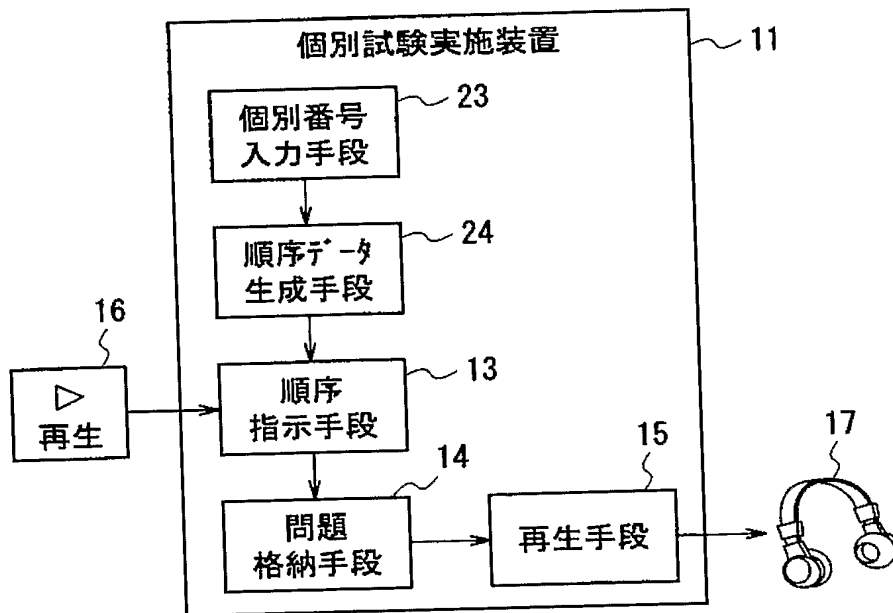 個別試験実施装置
11
23
個別番号
入力手段
24
順序ﾃﾞｰﾀ
生成手段
16
▷
再生
13
順序
指示手段
14
問題
格納手段
15
再生手段
17